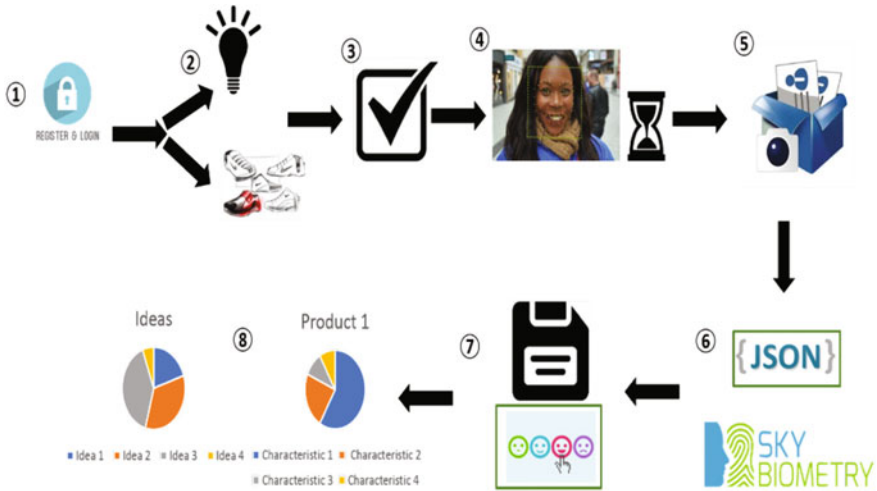 ①
REGISTER & LOGIN
②
③
④
⑤
⑥
{JSON}
SKY
BIOMETRY
⑦
⑧
Ideas
Idea 1 Idea 2 Idea 3 Idea 4
Product 1
Characteristic 1 Characteristic 2
Characteristic 3 Characteristic 4